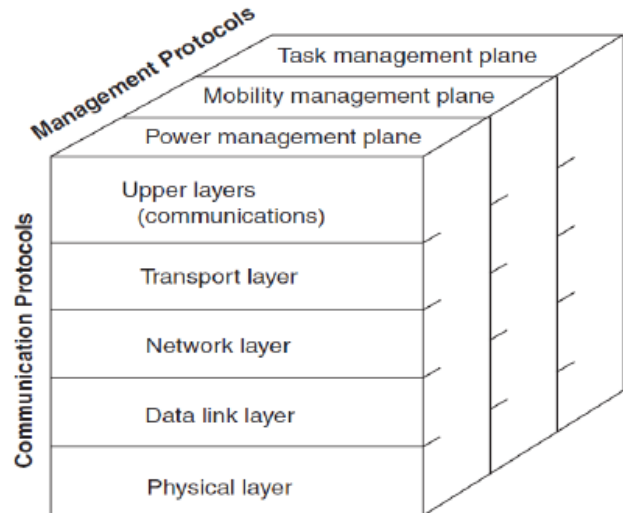 Management Protocols
Task management plane
Mobility management plane
Power management plane
Communication Protocols
Upper layers
(communications)
Transport layer
Network layer
Data link layer
Physical layer